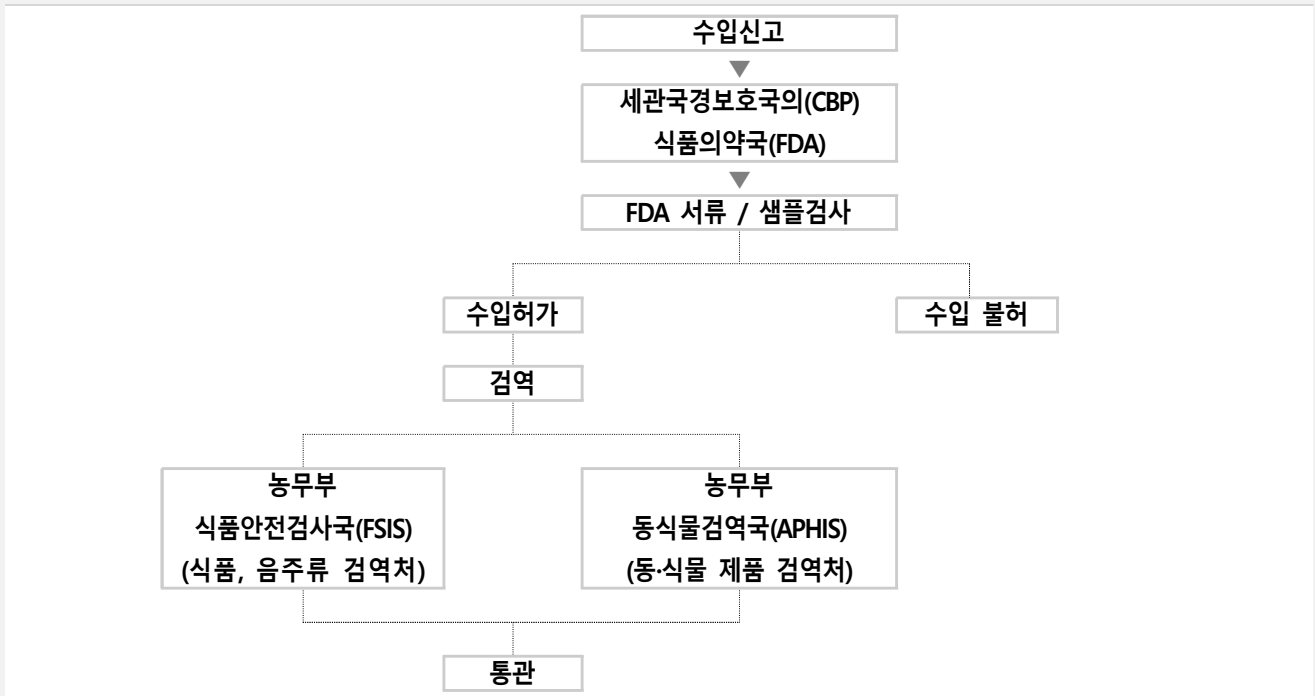 수입신고
세관국경보호국의(CBP)
식품의약국(FDA)
FDA 서류 / 샘플검사
수입허가
수입 불허
검역
농무부
식품안전검사국(FSIS)
(식품, 음주류 검역처)
농무부
동식물검역국(APHIS)
(동·식물 제품 검역처)
통관